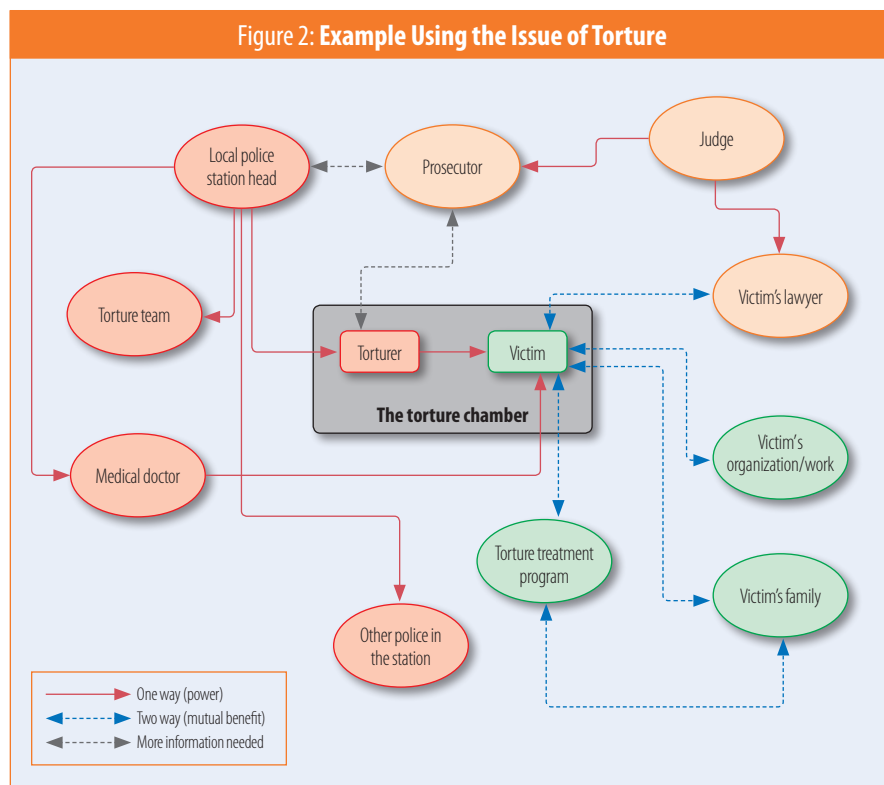 Figure 2: Example Using the Issue of Torture
Local police
station head
Prosecutor
Judge
Torture team
Victim's lawyer
Torturer
Victim
The torture chamber
Medical doctor
Victim's
organization/work
Torture treatment
program
Victim's family
Other police in
the station
One way (power)
Two way (mutual benefit)
More information needed